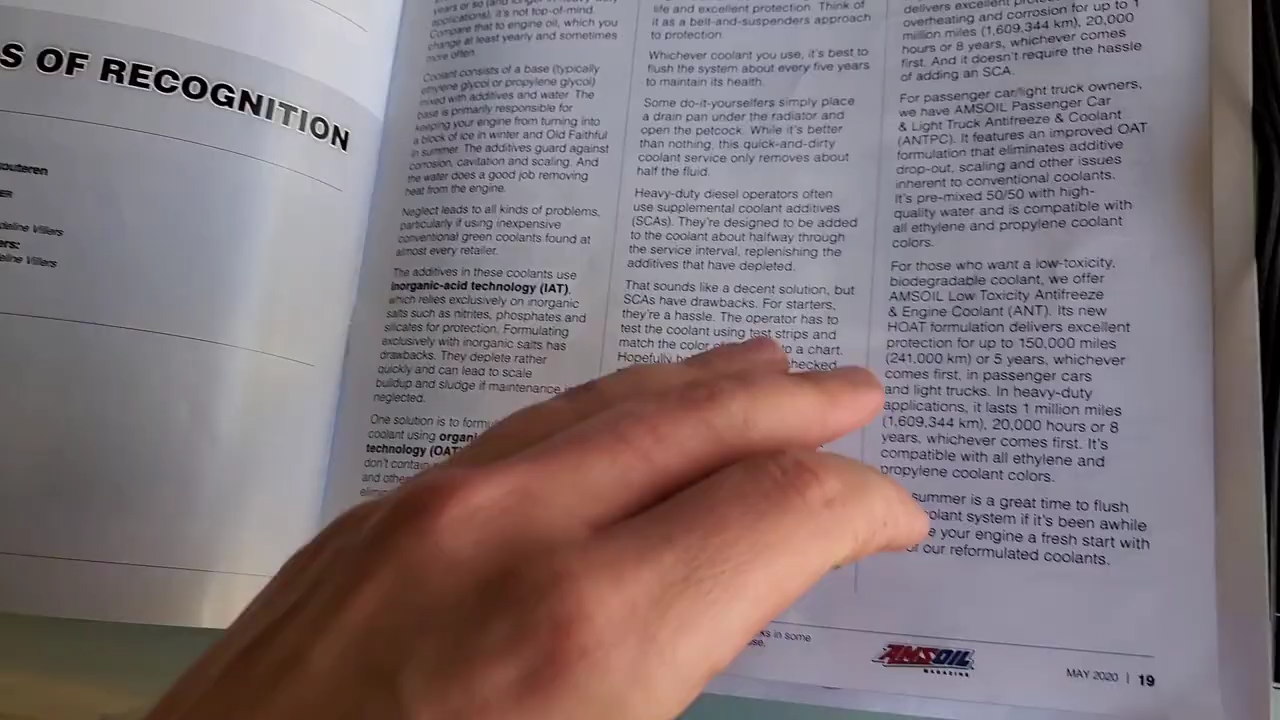 S OF RECOGNITION
outeren
ER
deline Villers
ers:
eline Villers
years or so (and
applications), it's not top-of-mind.
Compare that to engine oil, which you
change at least yearly and sometimes
more often.
Coolant consists of a base (typically
ethylene glycol or propylene glycol)
mixed with additives and water. The
base is primarily responsible for
keeping your engine from turning into
a block of ice in winter and Old Faithful
in summer. The additives guard against
corrosion, cavitation and scaling. And
the water does a good job removing
heat from the engine.
Neglect leads to all kinds of problems,
particularly if using inexpensive
conventional green coolants found at
almost every retailer.
The additives in these coolants use
inorganic-acid technology (IAT),
which relies exclusively on inorganic
salts such as nitrites, phosphates and
silicates for protection. Formulating
exclusively with inorganic salts has
drawbacks. They deplete rather
quickly and can lead to scale
buildup and sludge if maintenance
neglected.
One solution is to formu
coolant using organ
technology (OAT
don't contain
and othe
elimi
life and excellent protection. Think of
it as a belt-and-suspenders approach
to protection.
Whichever coolant you use, it's best to
flush the system about every five years
to maintain its health.
Some do-it-yourselfers simply place
a drain pan under the radiator and
open the petcock. While it's better
than nothing, this quick-and-dirty
coolant service only removes about
half the fluid.
Heavy-duty diesel operators often
use supplemental coolant additives
(SCAs). They're designed to be added
to the coolant about halfway through
the service interval, replenishing the
additives that have depleted.
That sounds like a decent solution, but
SCAs have drawbacks. For starters,
they're a hassle. The operator has to
test the coolant using test strips and
match the color to a chart.
Hopefully hecked
ks in some
se.
delivers excellent
overheating and corrosion for up to 1
million miles (1,609,344 km), 20,000
hours or 8 years, whichever comes
first. And it doesn't require the hassle
of adding an SCA.
For passenger car/light truck owners,
we have AMSOIL Passenger Car
& Light Truck Antifreeze & Coolant
(ANTPC). It features an improved OAT
formulation that eliminates additive
drop-out, scaling and other issues
inherent to conventional coolants.
It's pre-mixed 50/50 with high-
quality water and is compatible with
all ethylene and propylene coolant
colors.
For those who want a low-toxicity,
biodegradable coolant, we offer
AMSOIL Low Toxicity Antifreeze
& Engine Coolant (ANT). Its new
HOAT formulation delivers excellent
protection for up to 150,000 miles
(241,000 km) or 5 years, whichever
comes first, in passenger cars
and light trucks. In heavy-duty
applications, it lasts 1 million miles
(1,609,344 km), 20,000 hours or 8
years, whichever comes first. It's
compatible with all ethylene and
propylene coolant colors.
summer is a great time to flush
olant system if it's been awhile
e your engine a fresh start with
of our reformulated coolants.
AMSOIL
MAGAZINE
MAY 2020 | 19